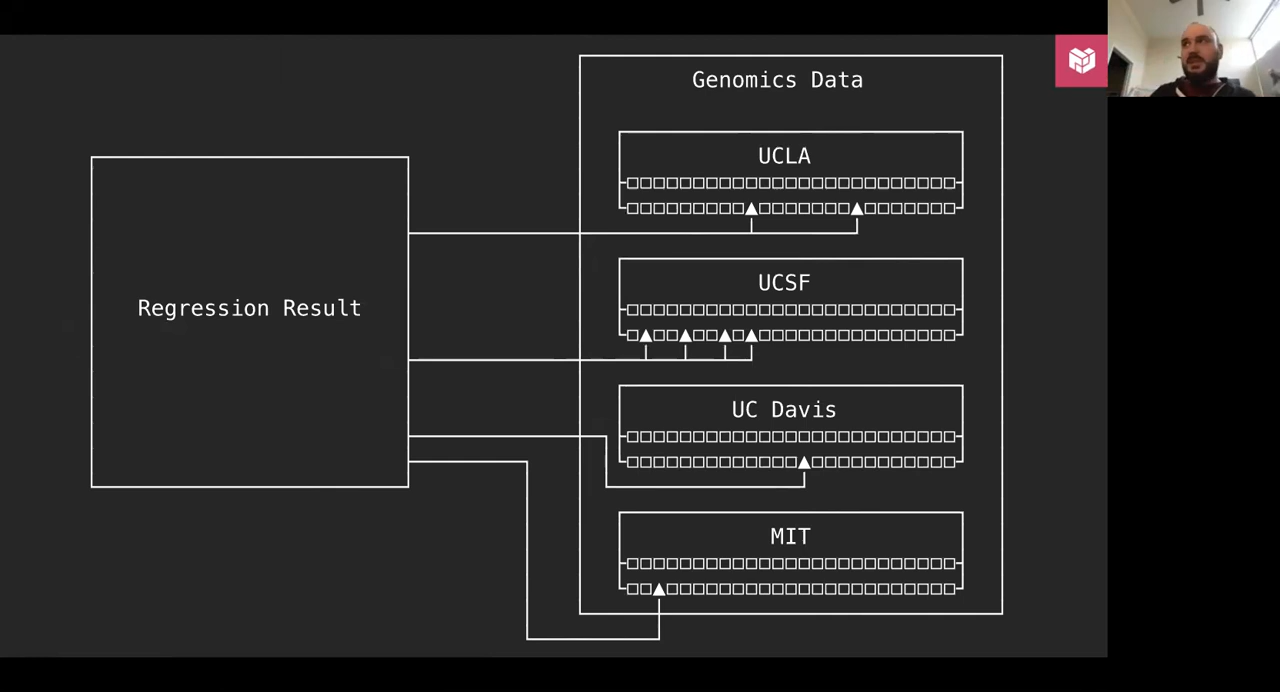 Genomics Data
UCLA
Regression Result
UCSF
UC Davis
MIT